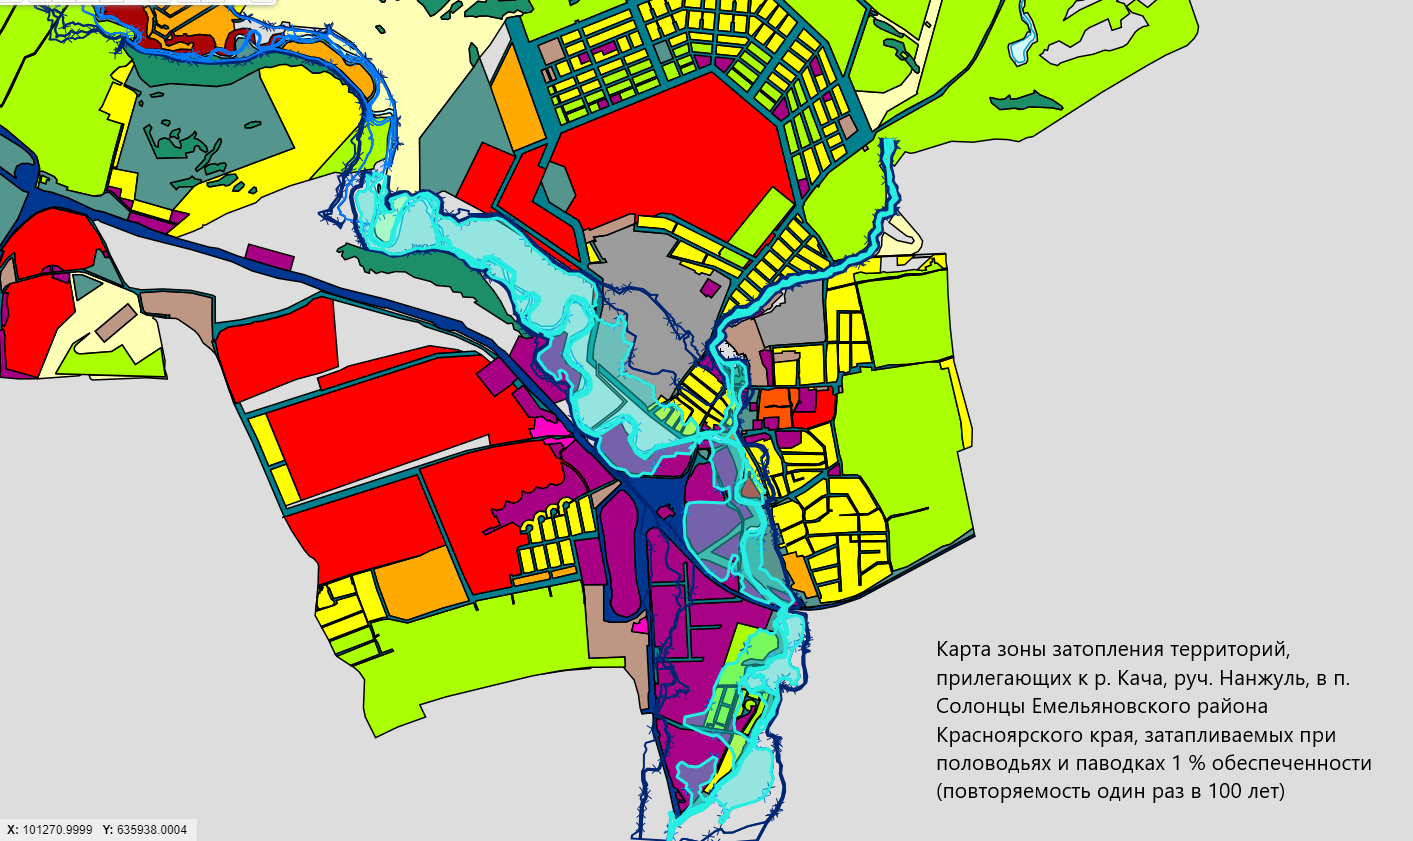 Карта зоны затопления территорий,
прилегающих к р. Кача, руч. Нанжуль, в п.
Солонцы Емельяновского района
Красноярского края, затапливаемых при
половодьях и паводках 1 % обеспеченности
(повторяемость один раз в 100 лет)
X: 101270.9999 Y: 635938.0004